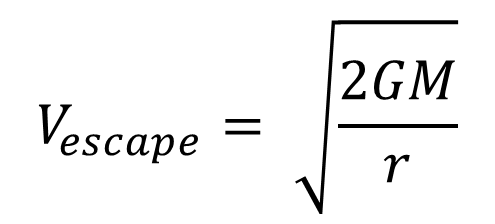 V_escape = √(2GM/r)